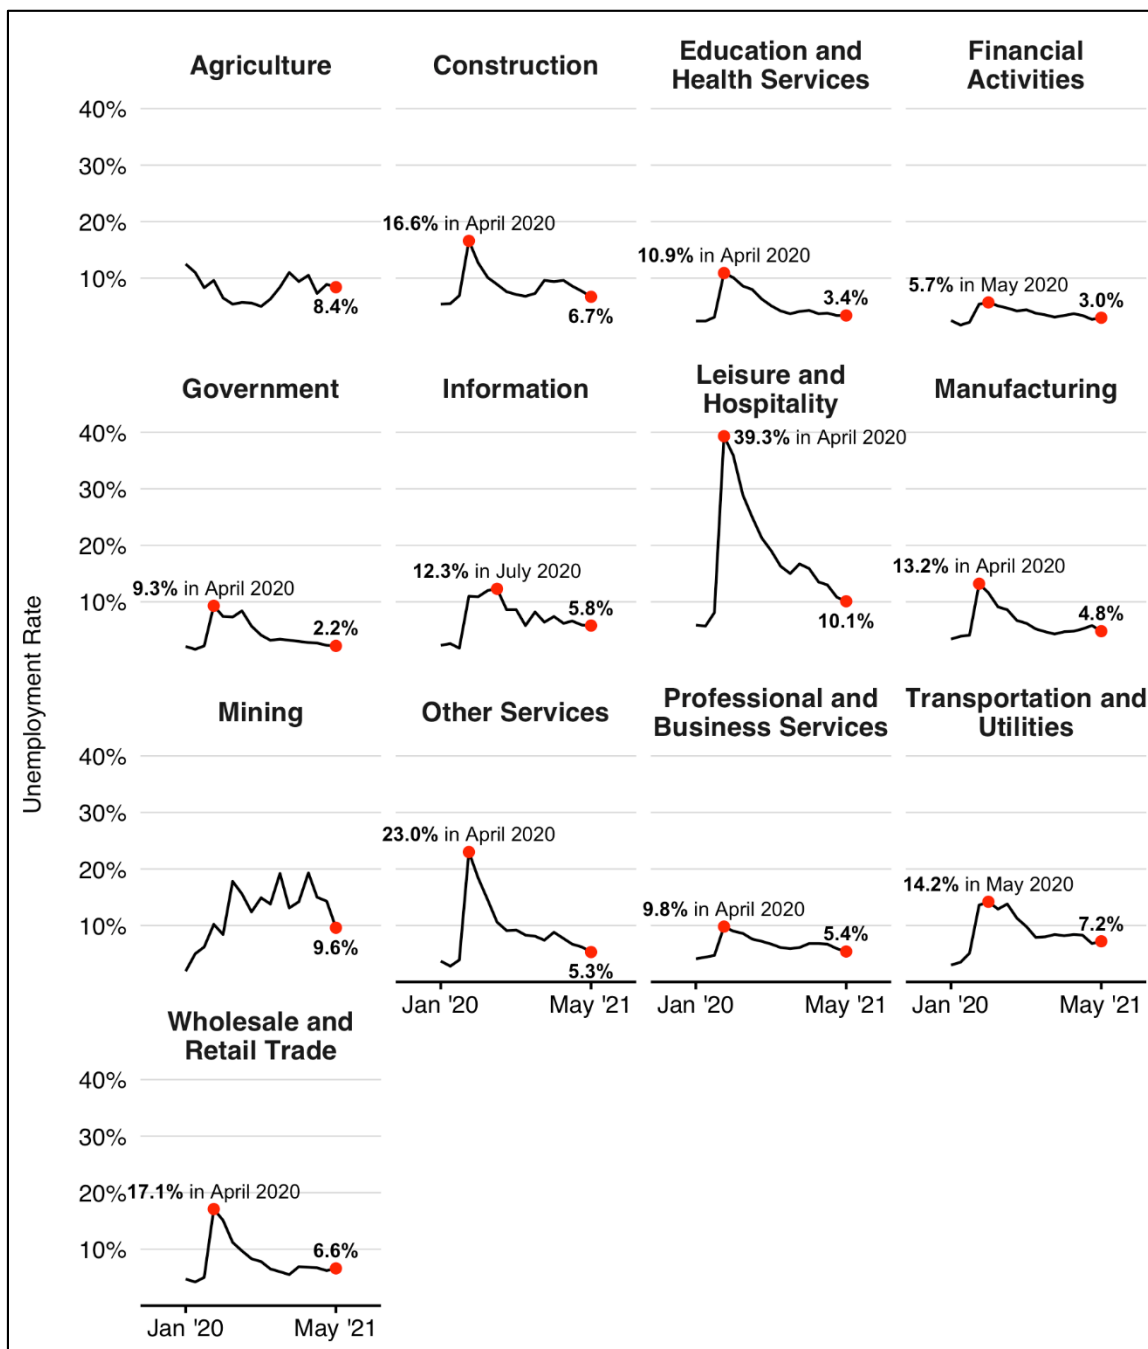 Agriculture
Construction
Education and
Health Services
Financial
Activities
40%
30%
20%
10%
8.4%
16.6% in April 2020
6.7%
10.9% in April 2020
3.4%
5.7% in May 2020
3.0%
Government
Information
Leisure and
Hospitality
Manufacturing
40%
30%
20%
10%
9.3% in April 2020
2.2%
12.3% in July 2020
5.8%
39.3% in April 2020
10.1%
13.2% in April 2020
4.8%
Unemployment Rate
Mining
Other Services
Professional and
Business Services
Transportation and
Utilities
40%
30%
20%
10%
9.6%
23.0% in April 2020
5.3%
9.8% in April 2020
5.4%
14.2% in May 2020
7.2%
Jan '20
May '21
Jan '20
May '21
Jan '20
May '21
Wholesale and
Retail Trade
40%
30%
20%
10%
17.1% in April 2020
6.6%
Jan '20
May '21